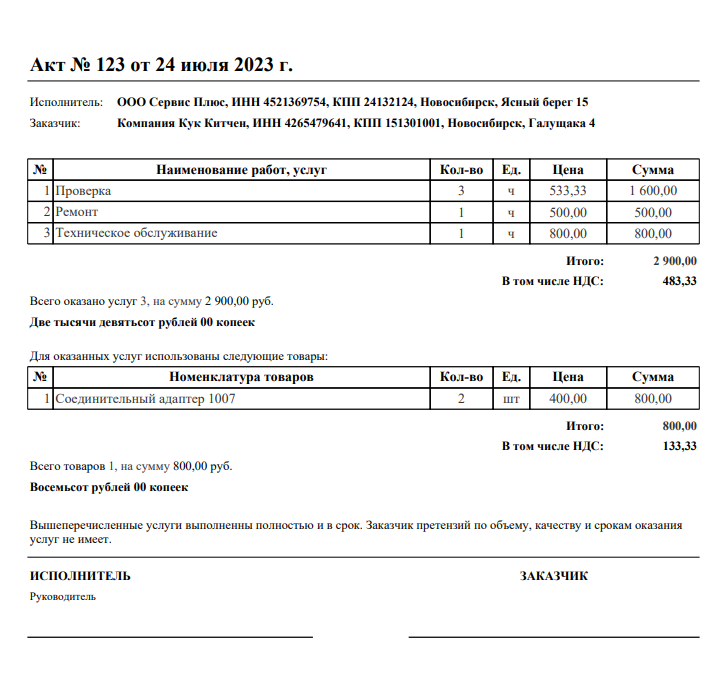 Акт № 123 от 24 июля 2023 г.
Исполнитель: ООО Сервис Плюс, ИНН 4521369754, КПП 24132124, Новосибирск, Ясный берег 15
Заказчик: Компания Кук Китчен, ИНН 4265479641, КПП 151301001, Новосибирск, Галущака 4
№ Наименование работ, услуг Кол-во Ед. Цена Сумма
1 Проверка 3 ч 533,33 1 600,00
2 Ремонт 1 ч 500,00 500,00
3 Техническое обслуживание 1 ч 800,00 800,00
Итого: 2 900,00
В том числе НДС: 483,33
Всего оказано услуг 3, на сумму 2 900,00 руб.
Две тысячи девятьсот рублей 00 копеек
Для оказанных услуг использованы следующие товары:
№ Номенклатура товаров Кол-во Ед. Цена Сумма
1 Соединительный адаптер 1007 2 шт 400,00 800,00
Итого: 800,00
В том числе НДС: 133,33
Всего товаров 1, на сумму 800,00 руб.
Восемьсот рублей 00 копеек
Вышеперечисленные услуги выполненны полностью и в срок. Заказчик претензий по объему, качеству и срокам оказания
услуг не имеет.
ИСПОЛНИТЕЛЬ ЗАКАЗЧИК
Руководитель